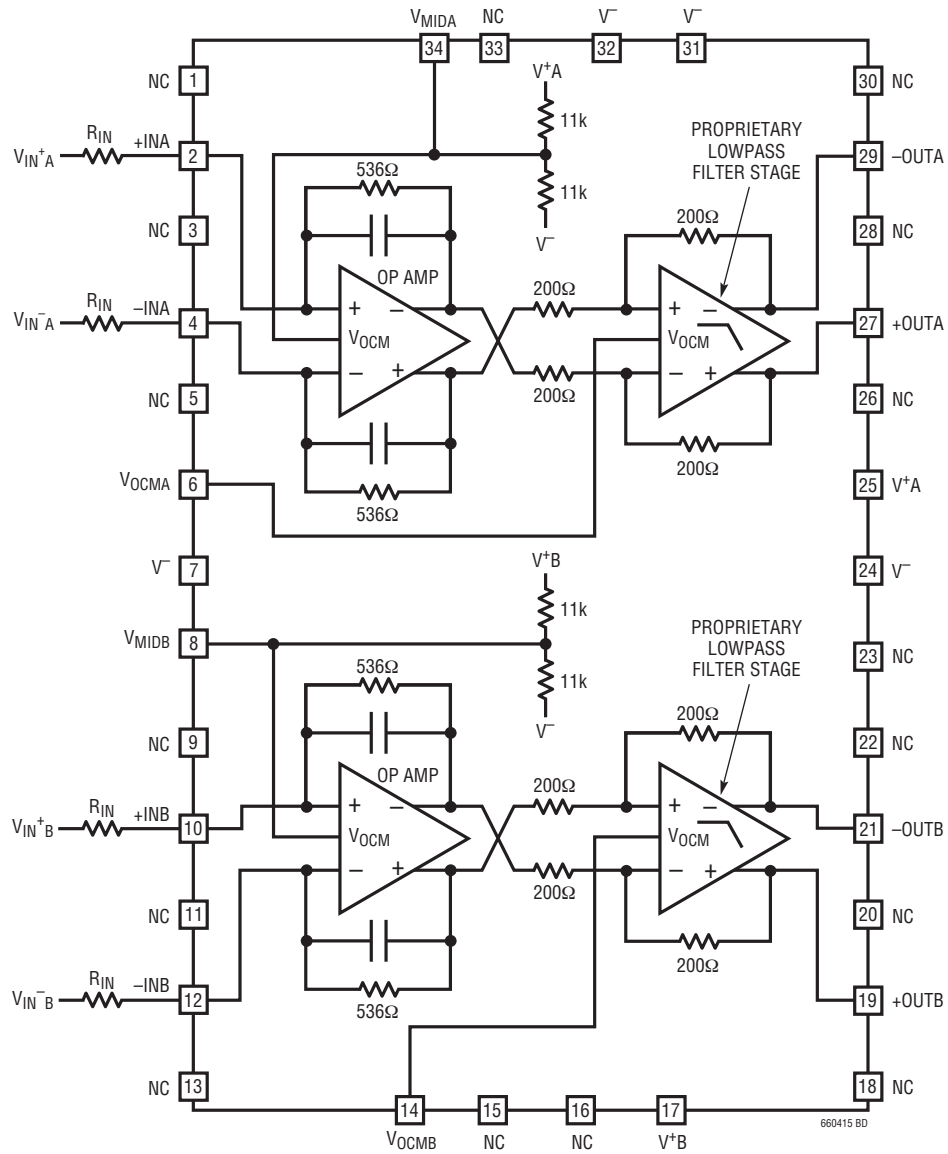 VMIDA NC V− V−
34 33 32 31
NC 1
30 NC
V+A
11k
PROPRIETARY
LOWPASS
FILTER STAGE
VIN+A RIN +INA 2
29 −OUTA
536Ω
11k
V−
NC 3
28 NC
200Ω
OP AMP
VIN−A RIN −INA 4
+ −
VOCM
− +
200Ω
200Ω
+ −
VOCM
− +
27 +OUTA
NC 5
26 NC
200Ω
536Ω
VOCMA 6
25 V+A
V− 7
24 V−
V+B
11k
PROPRIETARY
LOWPASS
FILTER STAGE
VMIDB 8
23 NC
536Ω
11k
V−
NC 9
22 NC
200Ω
OP AMP
VIN+B RIN +INB 10
21 −OUTB
+ −
VOCM
− +
200Ω
200Ω
+ −
VOCM
− +
NC 11
20 NC
200Ω
536Ω
VIN−B RIN −INB 12
19 +OUTB
NC 13
18 NC
14 15 16 17
VOCMB NC NC V+B
660415 BD